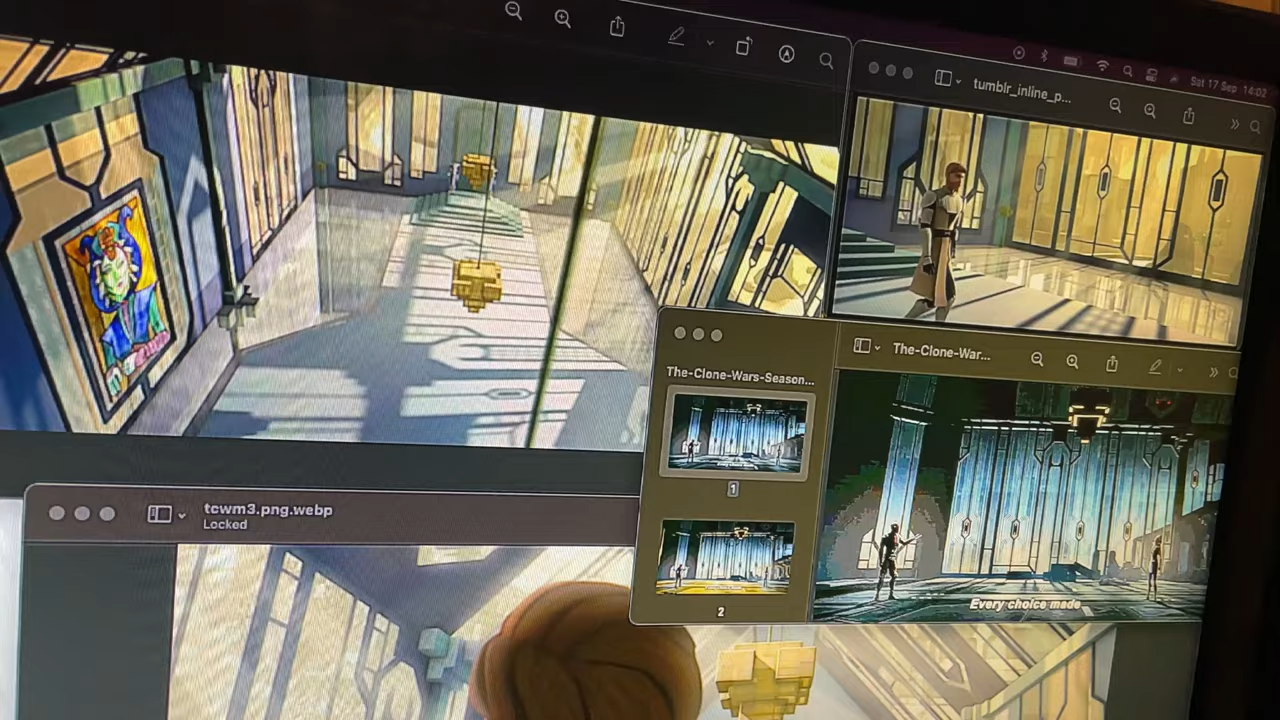 Sat 17 Sep 14:02
tumblr_inline_p...
The-Clone-Wars-Season...
The-Clone-War...
1
2
Every choice made
tcwm3.png.webp
Locked